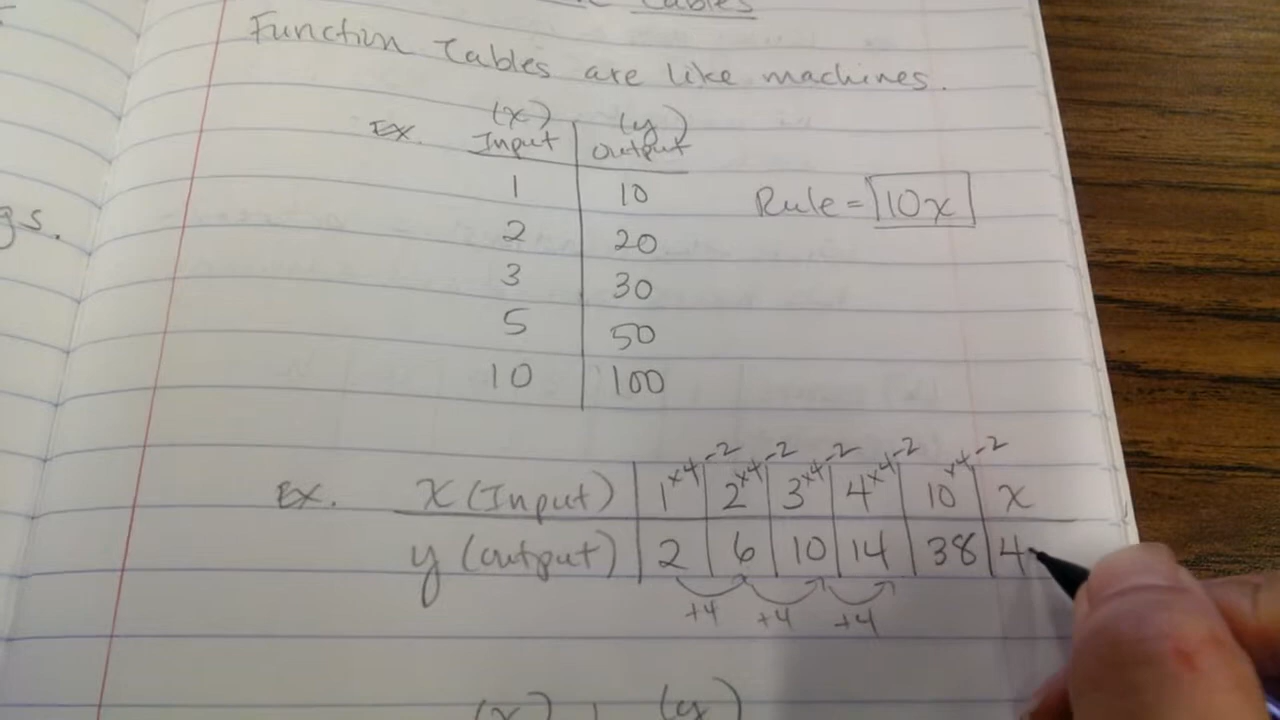 Tables
Function Tables are like machines.
Ex. (x) Input | (y) Output
1 | 10
2 | 20
3 | 30
5 | 50
10 | 100
Rule = 10x
gs.
Ex. x (Input) | 1 x4 -2 | 2 x4 -2 | 3 x4 -2 | 4 x4 -2 | 10 x4 -2 | x
y (output) | 2 | 6 | 10 | 14 | 38 | 4
+4 +4 +4
(x) (y)